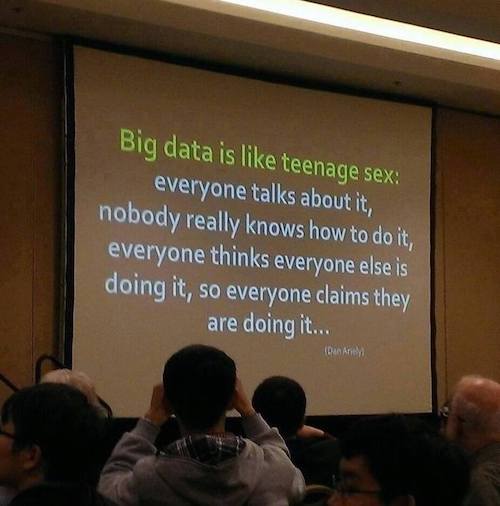 Big data is like teenage sex:
everyone talks about it,
nobody really knows how to do it,
everyone thinks everyone else is
doing it, so everyone claims they
are doing it...
(Dan Ariely)